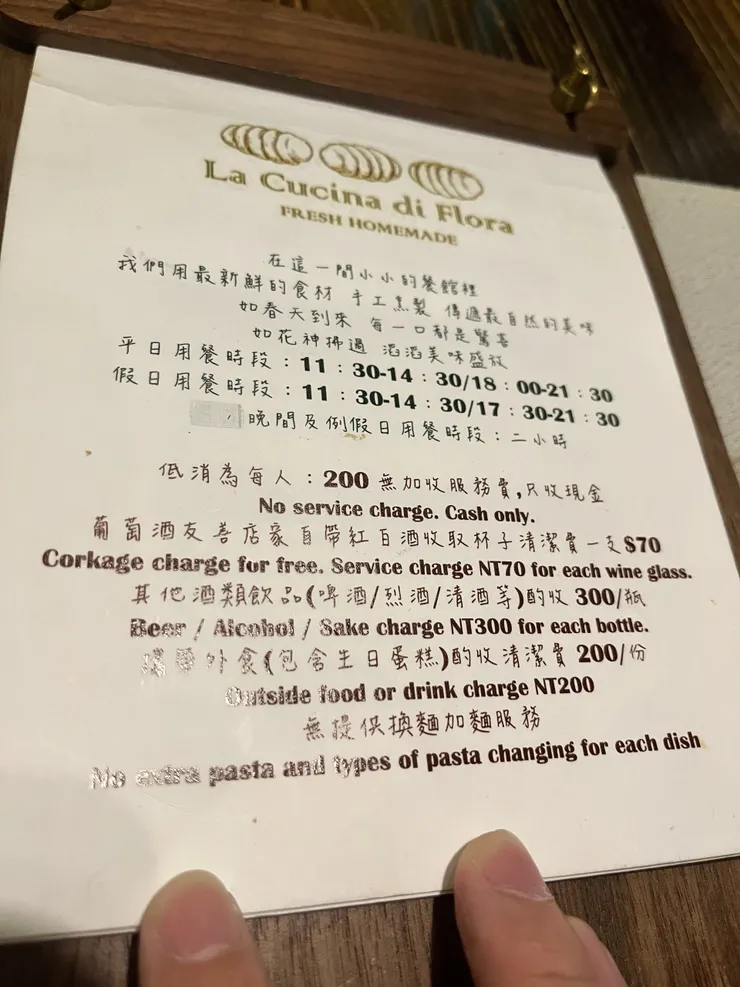 La Cucina di Flora
FRESH HOMEMADE
在這一間小小的餐館裡
我們用最新鮮的食材 手工烹製 傳遞最自然的美味
如春天到來 每一口都是驚喜
如花神拂過 滔滔美味盛放
平日用餐時段：11：30-14：30/18：00-21：30
假日用餐時段：11：30-14：30/17：30-21：30
晚間及例假日用餐時段：二小時
低消為每人：200 無加收服務費,只收現金
No service charge. Cash only.
葡萄酒友善店家自帶紅白酒收取杯子清潔費一支$70
Corkage charge fur free. Service charge NT70 for each wine glass.
其他酒類飲品(啤酒/烈酒/清酒等)酌收 300/瓶
Beer / Alcohol / Sake charge NT300 for each bottle.
攜帶外食(包含生日蛋糕)酌收清潔費 200/份
Outside food or drink charge NT200
無提供換麵加麵服務
No extra pasta and types of pasta changing for each dish